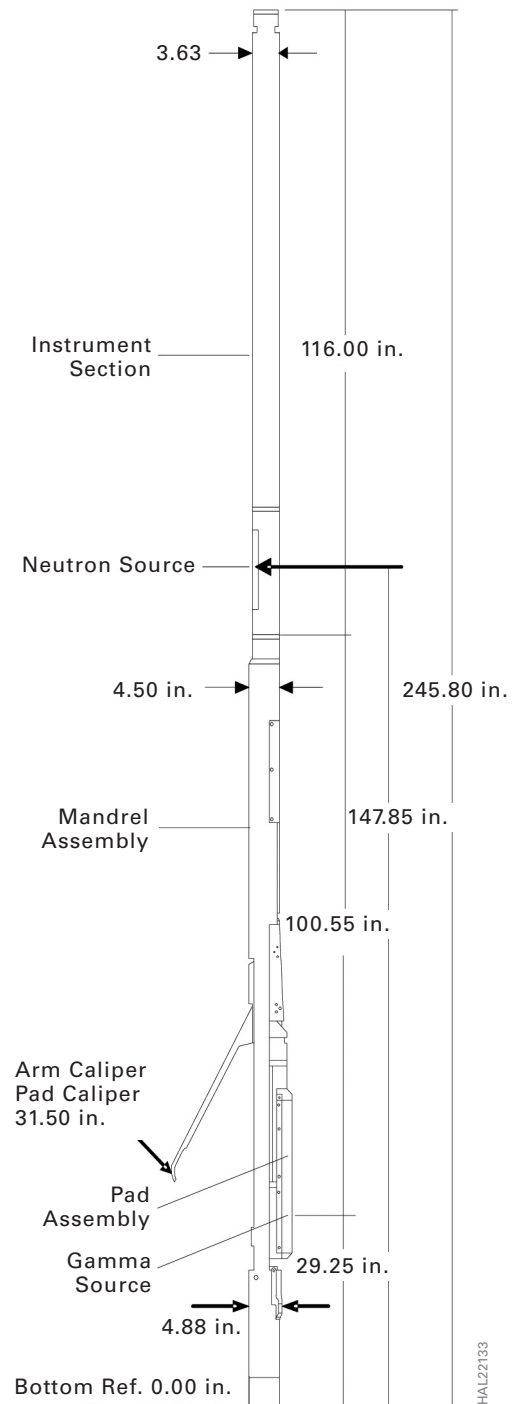 3.63
Instrument
Section
116.00 in.
Neutron Source
4.50 in.
245.80 in.
Mandrel
Assembly
147.85 in.
100.55 in.
Arm Caliper
Pad Caliper
31.50 in.
Pad
Assembly
Gamma
Source
29.25 in.
4.88 in.
Bottom Ref. 0.00 in.
HAL22133